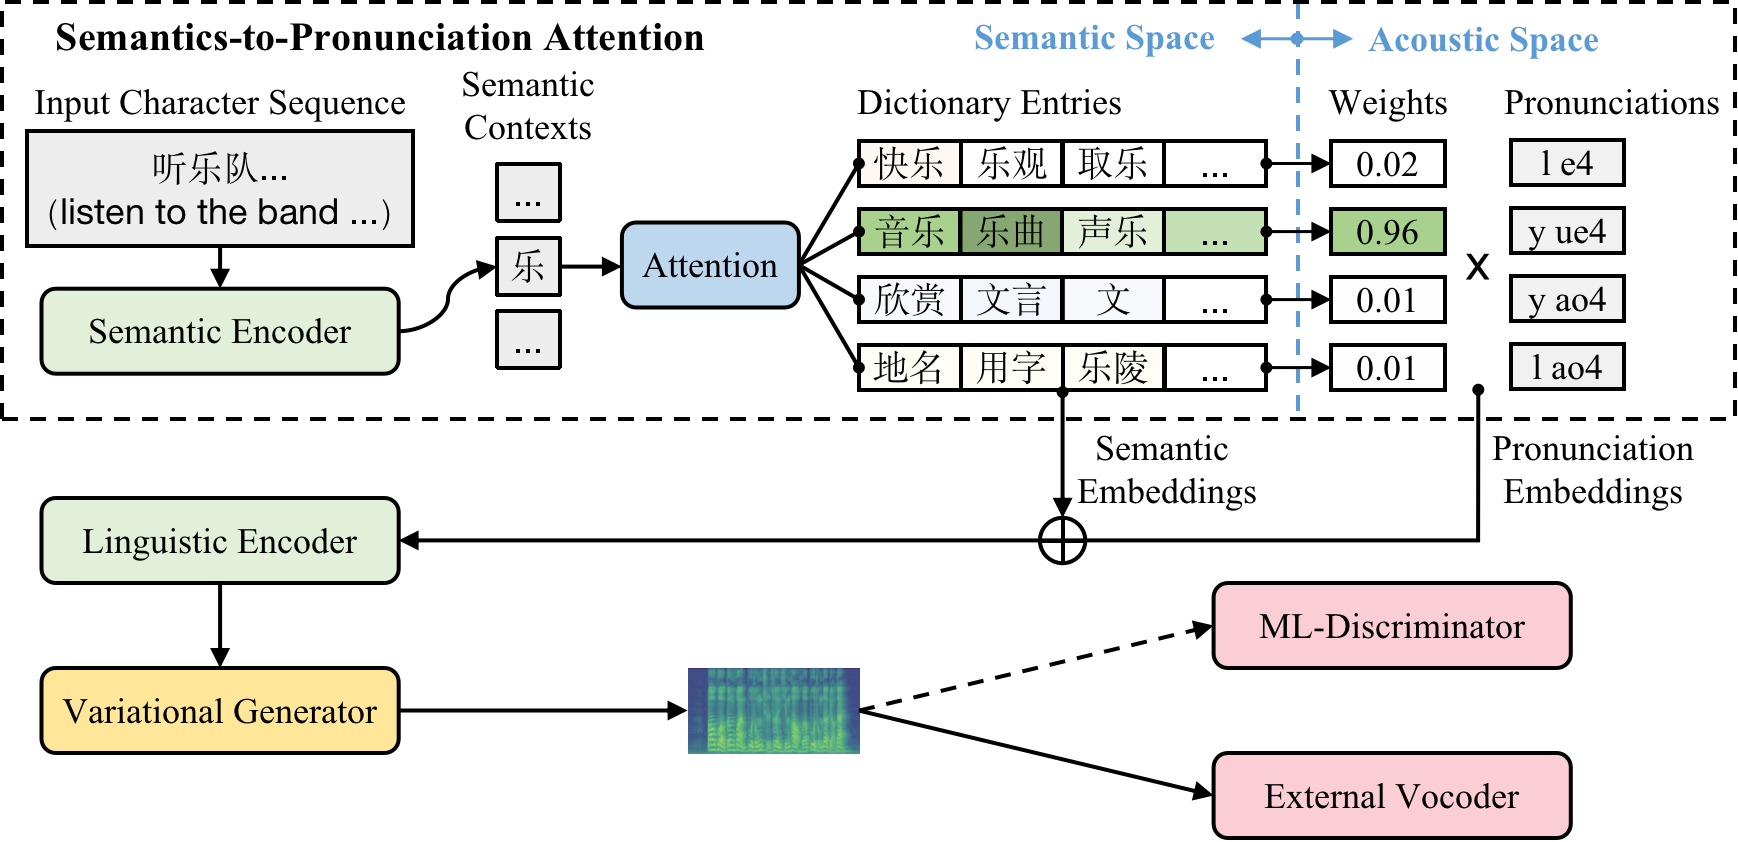 Semantics-to-Pronunciation Attention
Semantic Space
Acoustic Space
Input Character Sequence
听乐队...
(listen to the band ...)
Semantic Encoder
Semantic
Contexts
...
乐
...
Attention
Dictionary Entries
快乐 乐观 取乐 ...
音乐 乐曲 声乐 ...
欣赏 文言 文 ...
地名 用字 乐陵 ...
Weights
0.02
0.96
0.01
0.01
x
Pronunciations
l e4
y ue4
y ao4
l ao4
Semantic
Embeddings
Pronunciation
Embeddings
Linguistic Encoder
Variational Generator
ML-Discriminator
External Vocoder